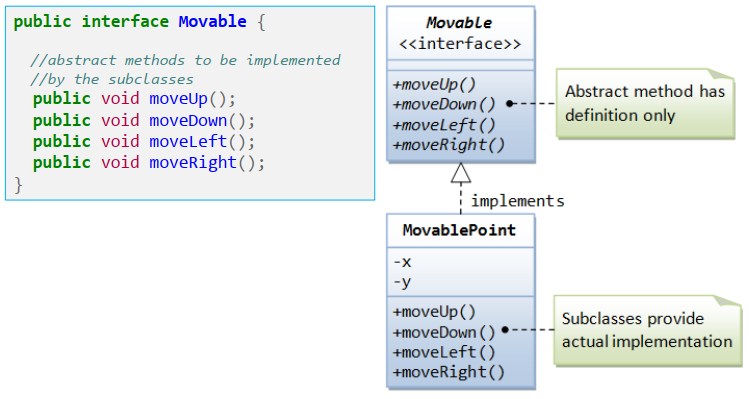 public interface Movable {
//abstract methods to be implemented
//by the subclasses
public void moveUp();
public void moveDown();
public void moveLeft();
public void moveRight();
}
Movable
<<interface>>
+moveUp()
+moveDown()
+moveLeft()
+moveRight()
Abstract method has
definition only
implements
MovablePoint
-x
-y
+moveUp()
+moveDown()
+moveLeft()
+moveRight()
Subclasses provide
actual implementation